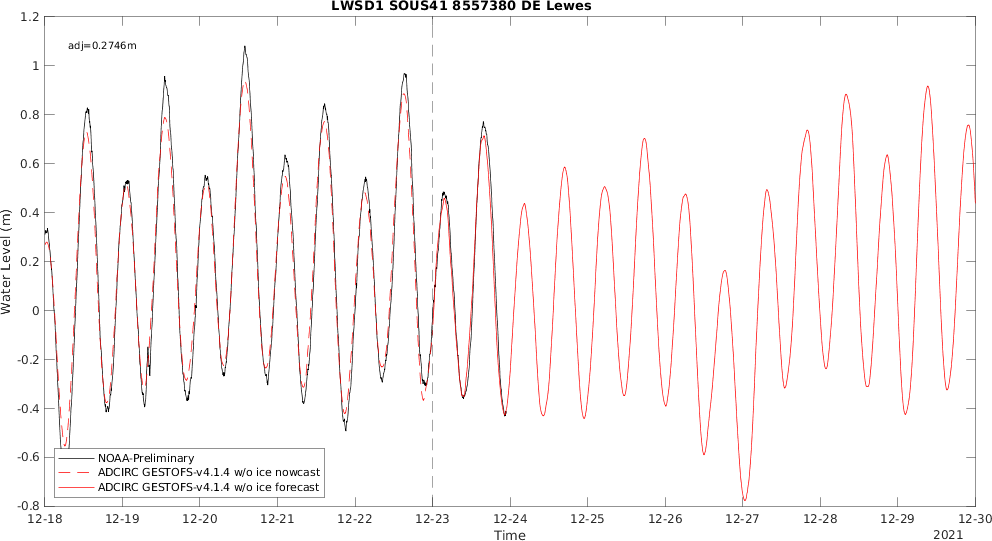 LWSD1 SOUS41 8557380 DE Lewes
adj=0.2746m
1.2
1
0.8
0.6
0.4
0.2
0
-0.2
-0.4
-0.6
-0.8
Water Level (m)
NOAA-Preliminary
ADCIRC GESTOFS-v4.1.4 w/o ice nowcast
ADCIRC GESTOFS-v4.1.4 w/o ice forecast
12-18 12-19 12-20 12-21 12-22 12-23 12-24 12-25 12-26 12-27 12-28 12-29 12-30
Time
2021